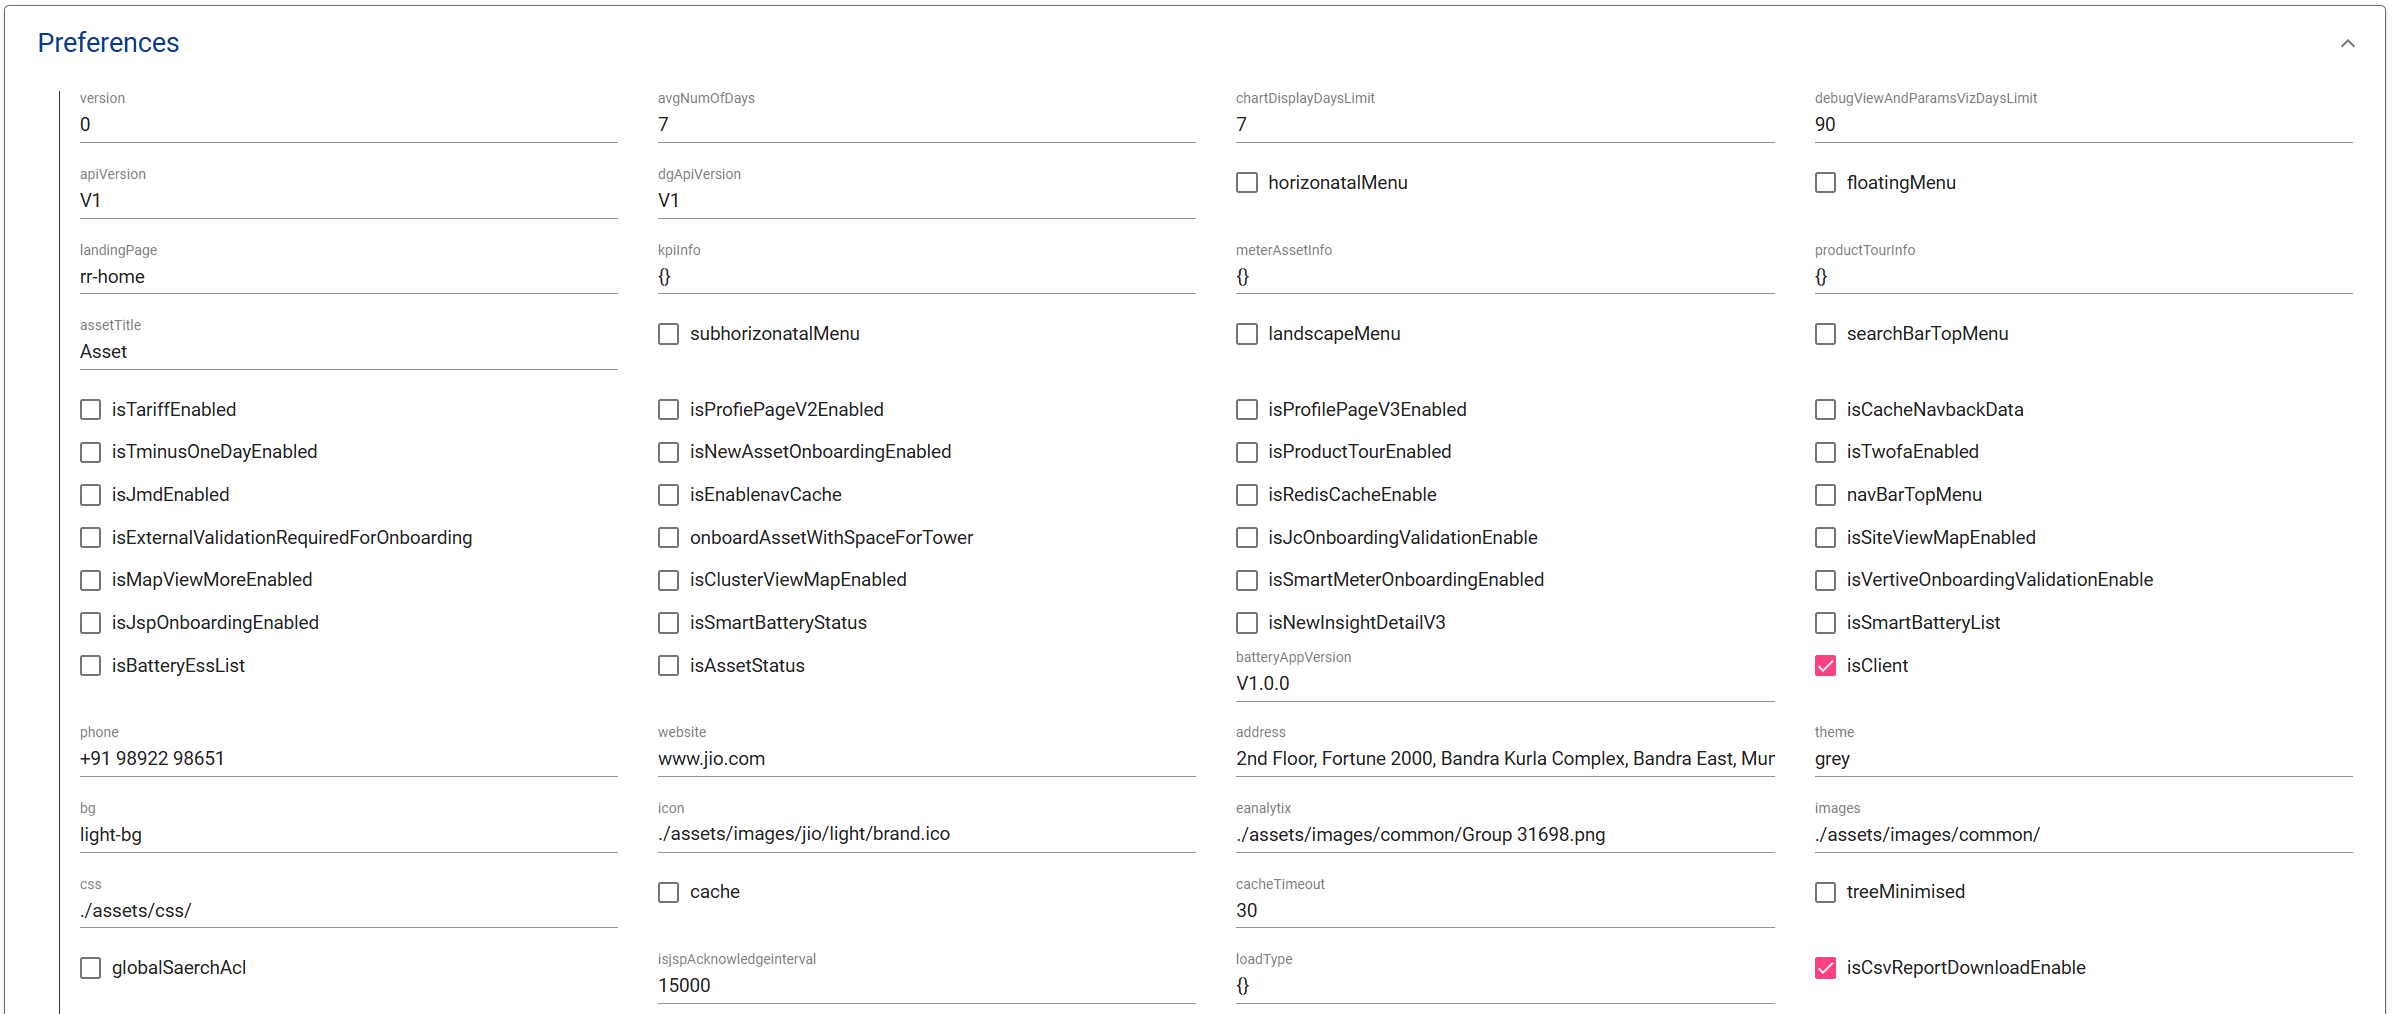 Preferences
version
0
avgNumOfDays
7
chartDisplayDaysLimit
7
debugViewAndParamsVizDaysLimit
90
apiVersion
V1
dgApiVersion
V1
horizonatalMenu
floatingMenu
landingPage
rr-home
kpiInfo
{}
meterAssetInfo
{}
productTourInfo
{}
assetTitle
Asset
subhorizonatalMenu
landscapeMenu
searchBarTopMenu
isTariffEnabled
isProfiePageV2Enabled
isProfilePageV3Enabled
isCacheNavbackData
isTminusOneDayEnabled
isNewAssetOnboardingEnabled
isProductTourEnabled
isTwofaEnabled
isJmdEnabled
isEnablenavCache
isRedisCacheEnable
navBarTopMenu
isExternalValidationRequiredForOnboarding
onboardAssetWithSpaceForTower
isJcOnboardingValidationEnable
isSiteViewMapEnabled
isMapViewMoreEnabled
isClusterViewMapEnabled
isSmartMeterOnboardingEnabled
isVertiveOnboardingValidationEnable
isJspOnboardingEnabled
isSmartBatteryStatus
isNewInsightDetailV3
isSmartBatteryList
isBatteryEssList
isAssetStatus
batteryAppVersion
V1.0.0
isClient
phone
+91 98922 98651
website
www.jio.com
address
2nd Floor, Fortune 2000, Bandra Kurla Complex, Bandra East, Mur
theme
grey
bg
light-bg
icon
./assets/images/jio/light/brand.ico
eanalytix
./assets/images/common/Group 31698.png
images
./assets/images/common/
css
./assets/css/
cache
cacheTimeout
30
treeMinimised
globalSaerchAcl
isjspAcknowledgeinterval
15000
loadType
{}
isCsvReportDownloadEnable